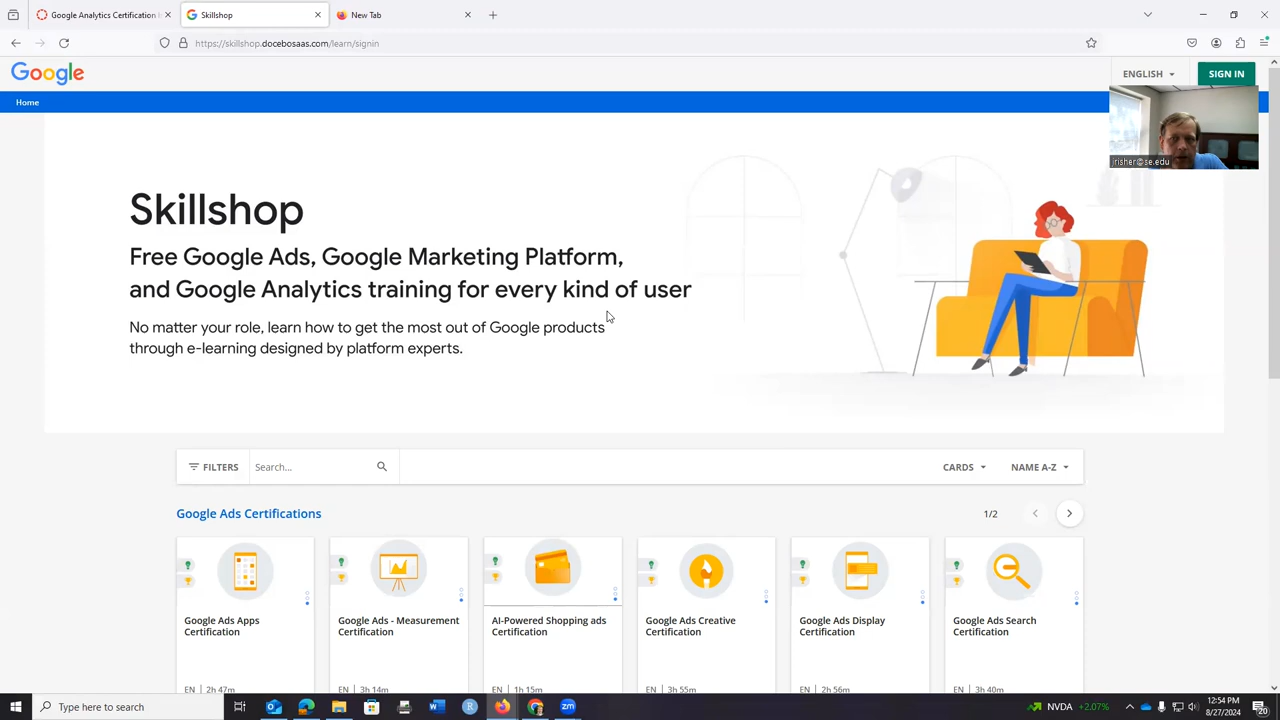 Google Analytics Certification
Skillshop
New Tab
https://skillshop.docebosaas.com/learn/signin
Google
ENGLISH
SIGN IN
Home
jrisher@se.edu
Skillshop
Free Google Ads, Google Marketing Platform,
and Google Analytics training for every kind of user
No matter your role, learn how to get the most out of Google products
through e-learning designed by platform experts.
FILTERS
Search...
CARDS
NAME A-Z
Google Ads Certifications
1/2
Google Ads Apps
Certification
Google Ads - Measurement
Certification
AI-Powered Shopping ads
Certification
Google Ads Creative
Certification
Google Ads Display
Certification
Google Ads Search
Certification
EN | 2h 47m
EN | 3h 14m
EN | 1h 15m
EN | 3h 55m
EN | 2h 56m
EN | 3h 40m
Type here to search
NVDA +2.07%
12:54 PM
8/27/2024